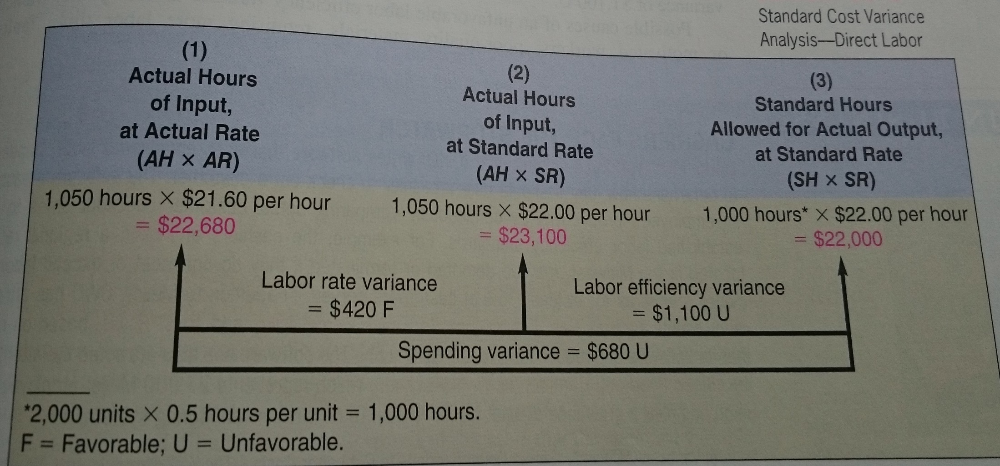 Standard Cost Variance
Analysis—Direct Labor
(1)
Actual Hours
of Input,
at Actual Rate
(AH × AR)
1,050 hours × $21.60 per hour
= $22,680
(2)
Actual Hours
of Input,
at Standard Rate
(AH × SR)
1,050 hours × $22.00 per hour
= $23,100
(3)
Standard Hours
Allowed for Actual Output,
at Standard Rate
(SH × SR)
1,000 hours* × $22.00 per hour
= $22,000
Labor rate variance
= $420 F
Labor efficiency variance
= $1,100 U
Spending variance = $680 U
*2,000 units × 0.5 hours per unit = 1,000 hours.
F = Favorable; U = Unfavorable.